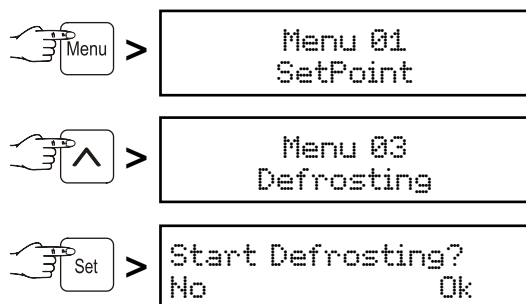 Menu > Menu 01
SetPoint
> Menu 03
Defrosting
Set > Start Defrosting?
No Ok